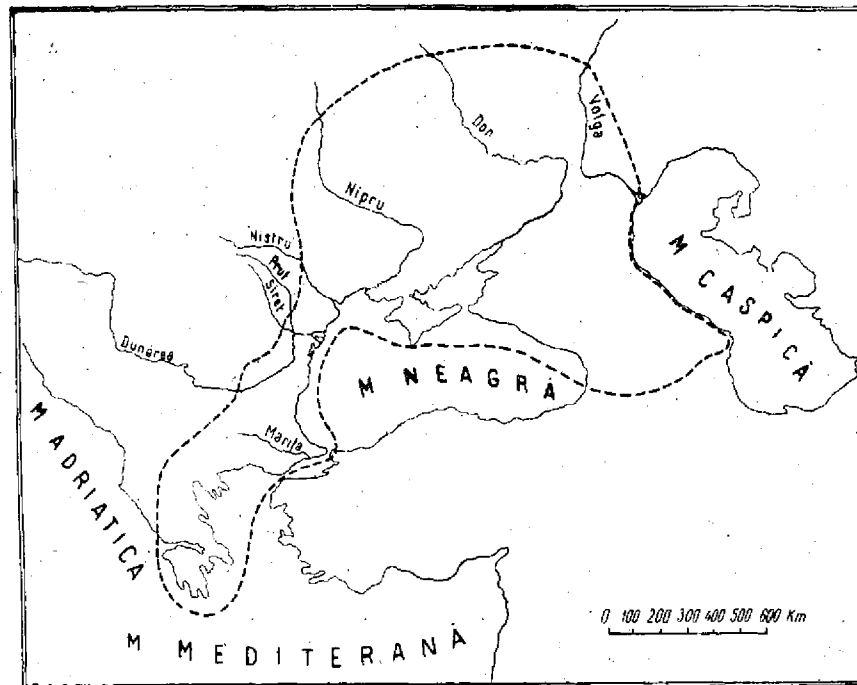 Volga
Don
Nipru
Nistru
Prut
Siret
M CASPICĂ
Dunărea
M NEAGRĂ
M ADRIATICĂ
Marița
M MEDITERANĂ
0 100 200 300 400 500 600 Km